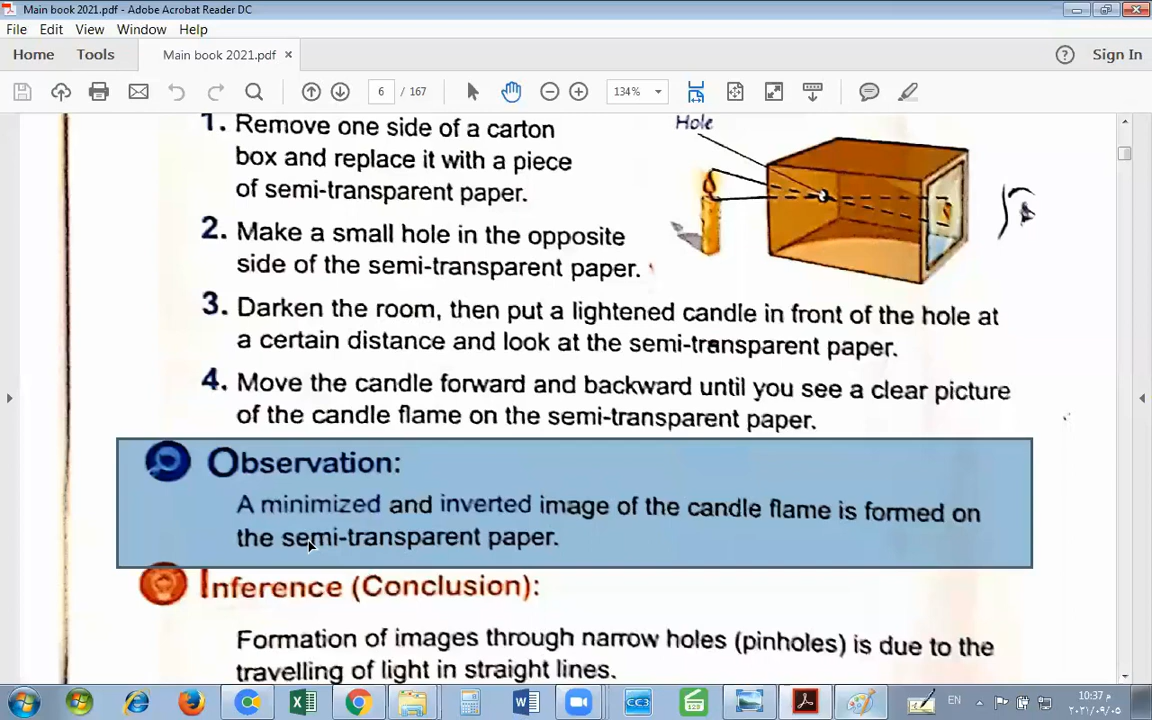 Main book 2021.pdf - Adobe Acrobat Reader DC
File Edit View Window Help
Home Tools Main book 2021.pdf × Sign In
6 / 167 134%
1. Remove one side of a carton
box and replace it with a piece
of semi-transparent paper.
Hole
2. Make a small hole in the opposite
side of the semi-transparent paper.
3. Darken the room, then put a lightened candle in front of the hole at
a certain distance and look at the semi-transparent paper.
4. Move the candle forward and backward until you see a clear picture
of the candle flame on the semi-transparent paper.
Observation:
A minimized and inverted image of the candle flame is formed on
the semi-transparent paper.
Inference (Conclusion):
Formation of images through narrow holes (pinholes) is due to the
travelling of light in straight lines.
CC3 123 EN 10:37 م
٢٠٢١/٠٩/٠٥